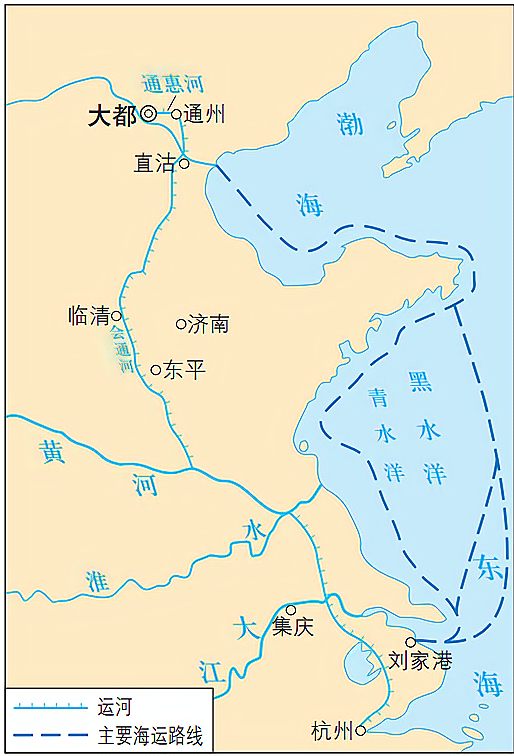 通惠河
大都
通州
直沽
渤海
临清
济南
会通河
东平
青水洋
黑水洋
黄河
淮水
东海
大江
集庆
刘家港
杭州
运河
主要海运路线